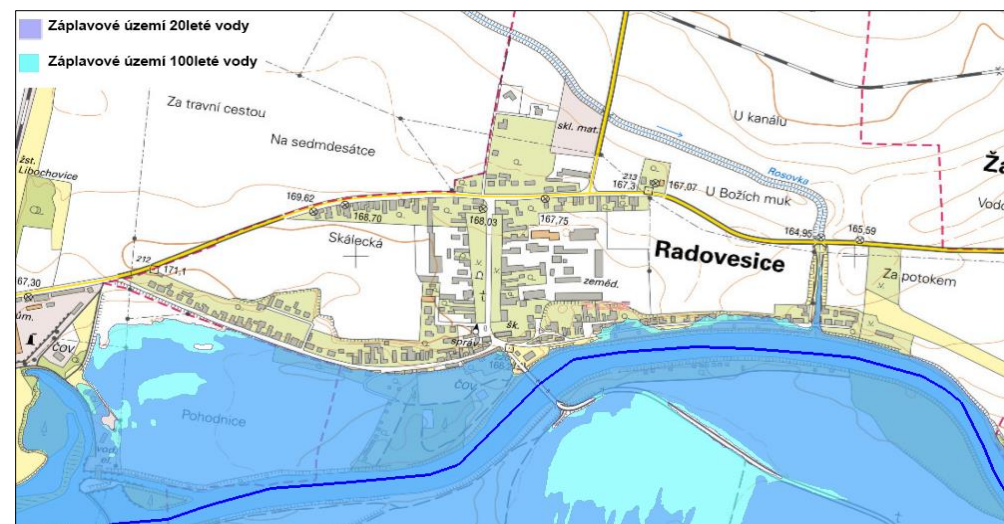 Záplavové území 20leté vody
Záplavové území 100leté vody
Za travní cestou
Na sedmdesátce
skl. mat.
U kanálu
Rosovka
žst.
Libochovice
169,62
168,70
168,03
167,75
213
167,3
167,07
U Božích muk
164,95
165,59
Skálecká
Radovesice
Za potokem
212
171,1
67,30
zeměd.
šk.
správ.
ČOV
ČOV
Pohodnice